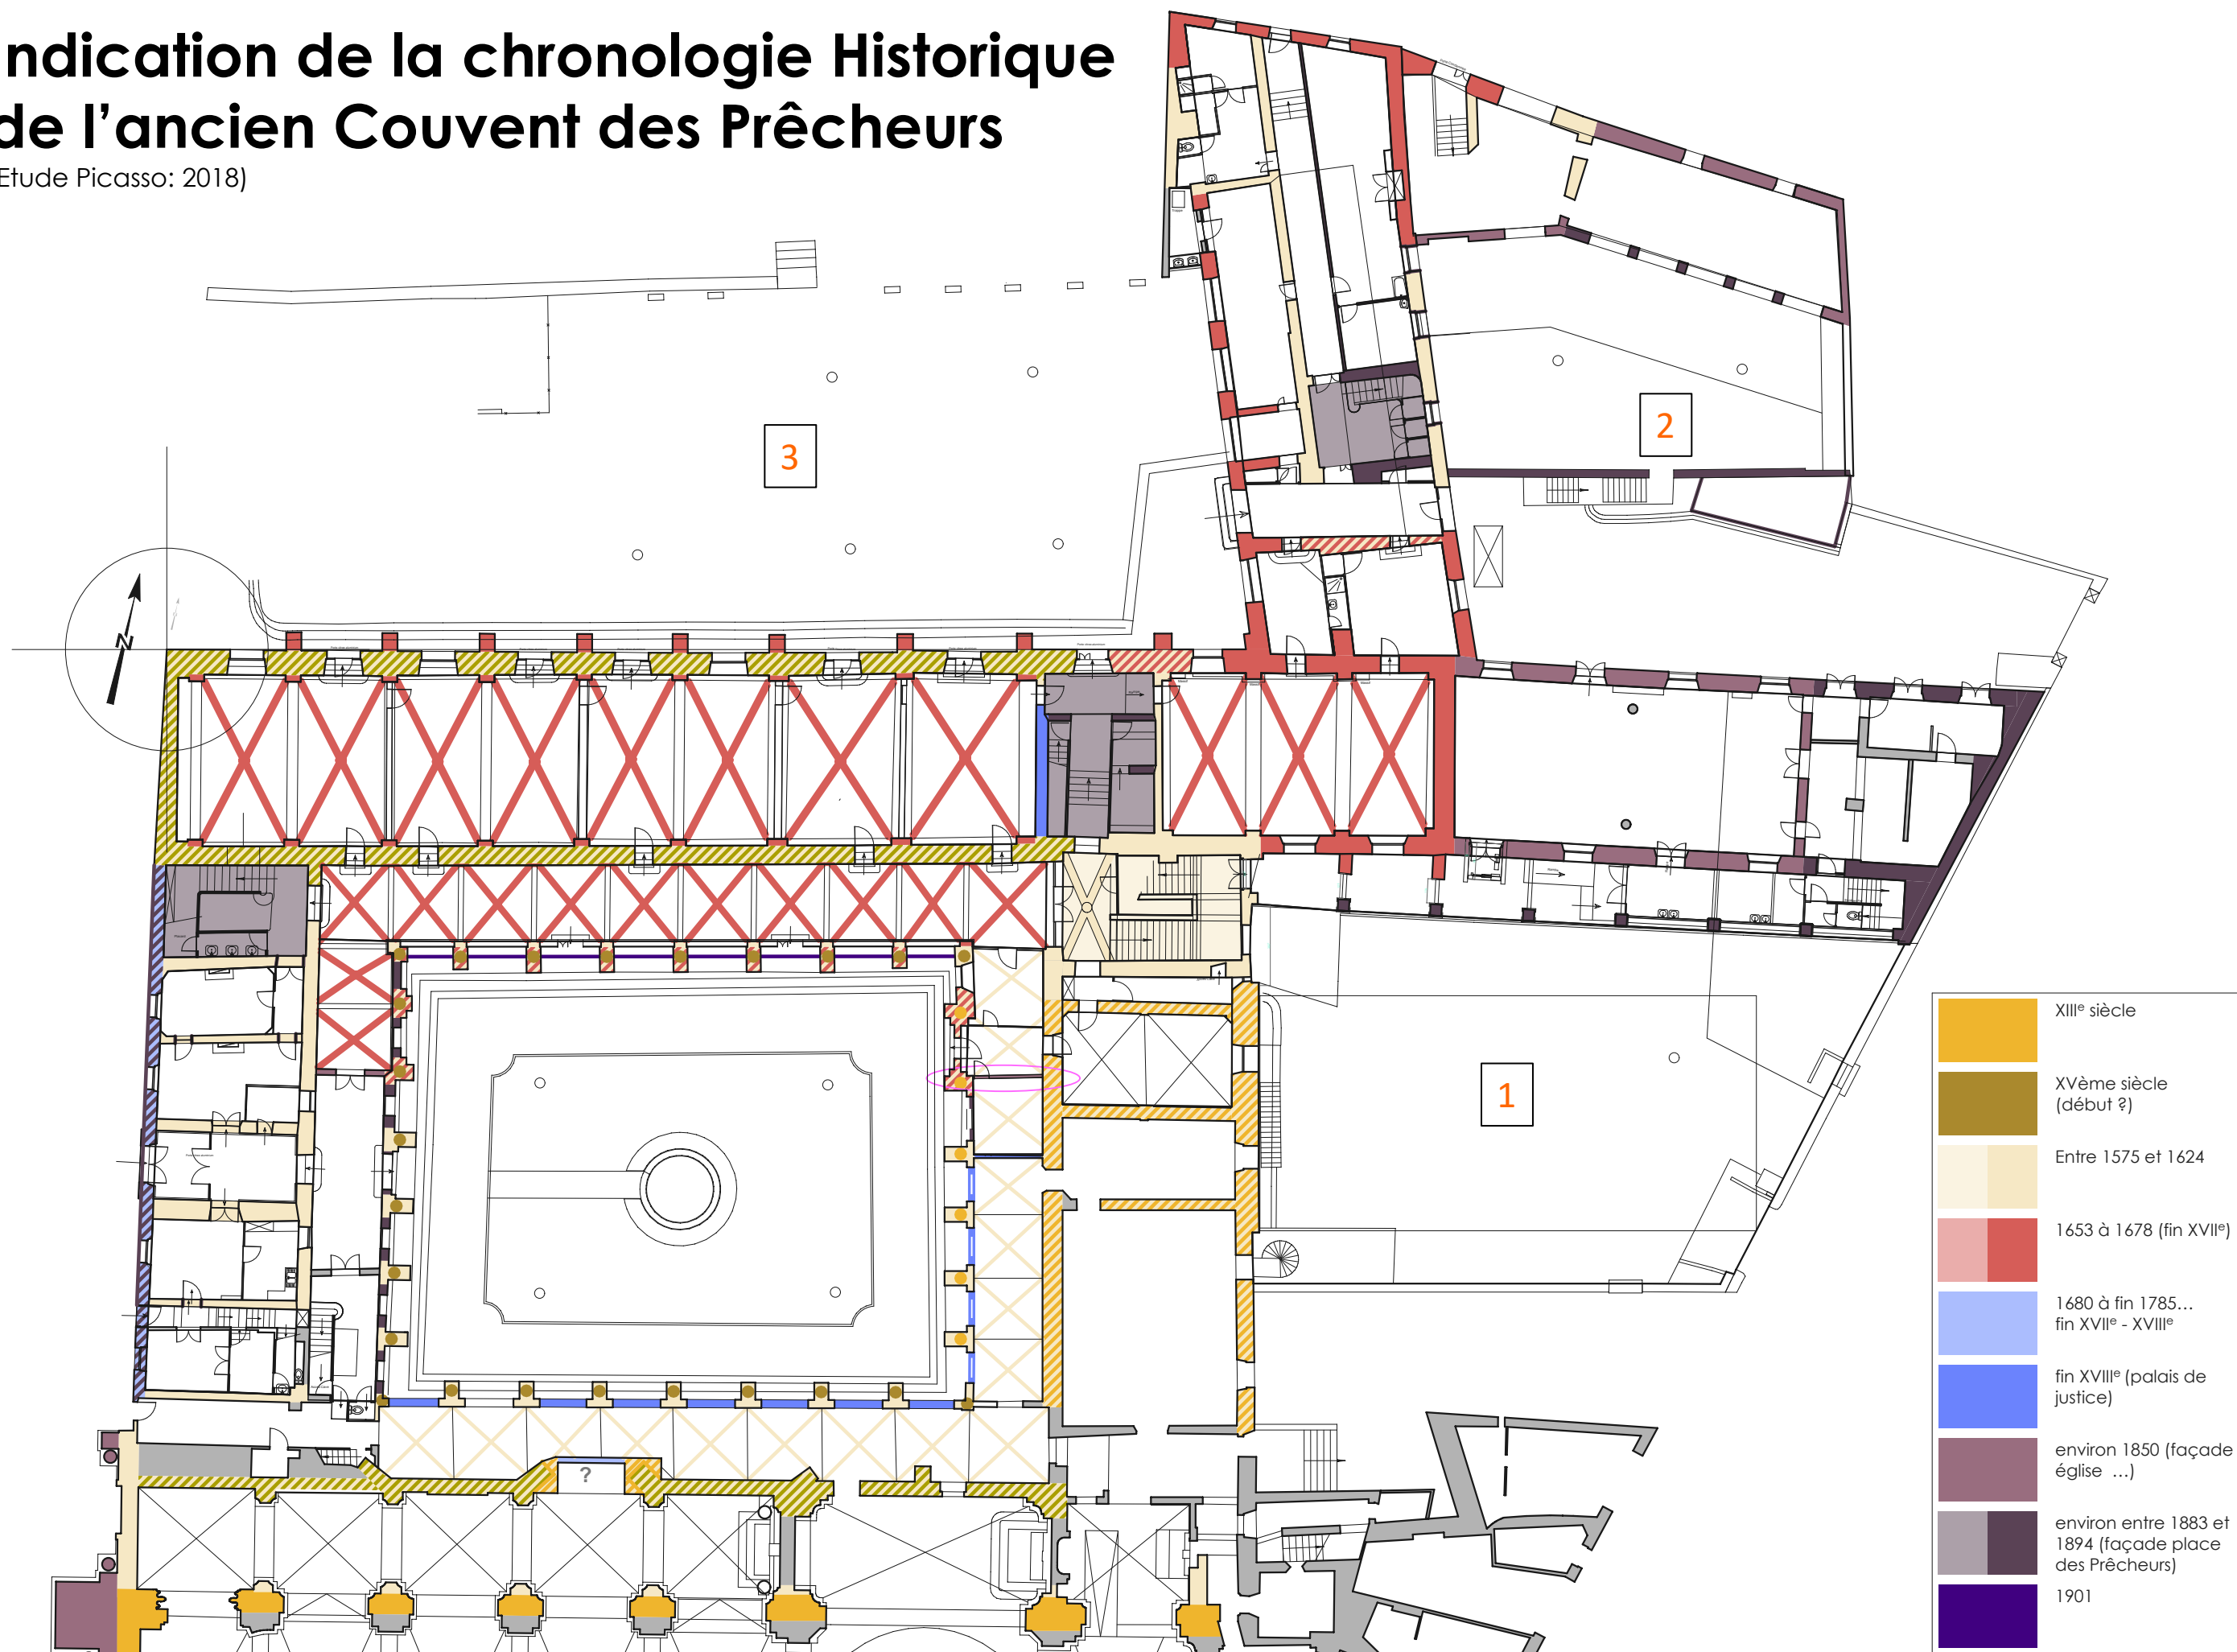 ndication de la chronologie Historique
de l'ancien Couvent des Prêcheurs
Etude Picasso: 2018)
3
2
N
1
?
XIIIe siècle
XVème siècle
(début ?)
Entre 1575 et 1624
1653 à 1678 (fin XVIIe)
1680 à fin 1785...
fin XVIIe - XVIIIe
fin XVIIIe (palais de
justice)
environ 1850 (façade
église ...)
environ entre 1883 et
1894 (façade place
des Prêcheurs)
1901